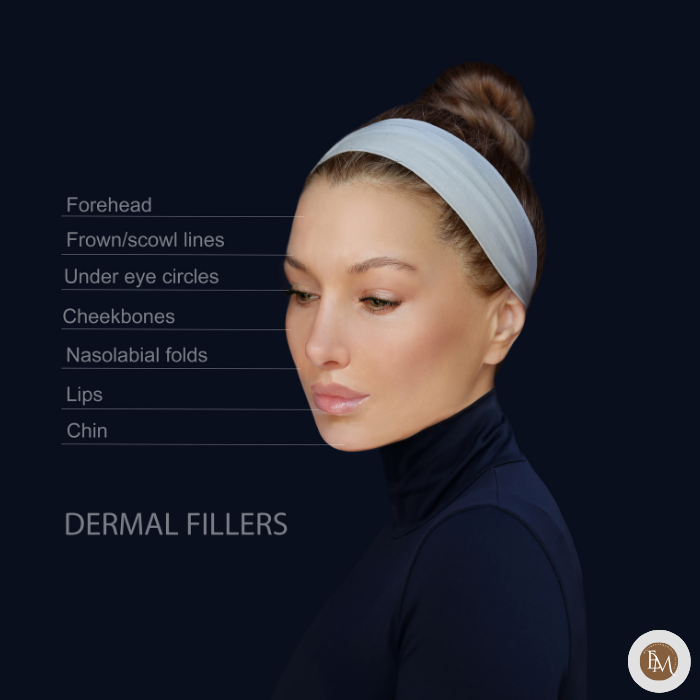 Forehead
Frown/scowl lines
Under eye circles
Cheekbones
Nasolabial folds
Lips
Chin
DERMAL FILLERS